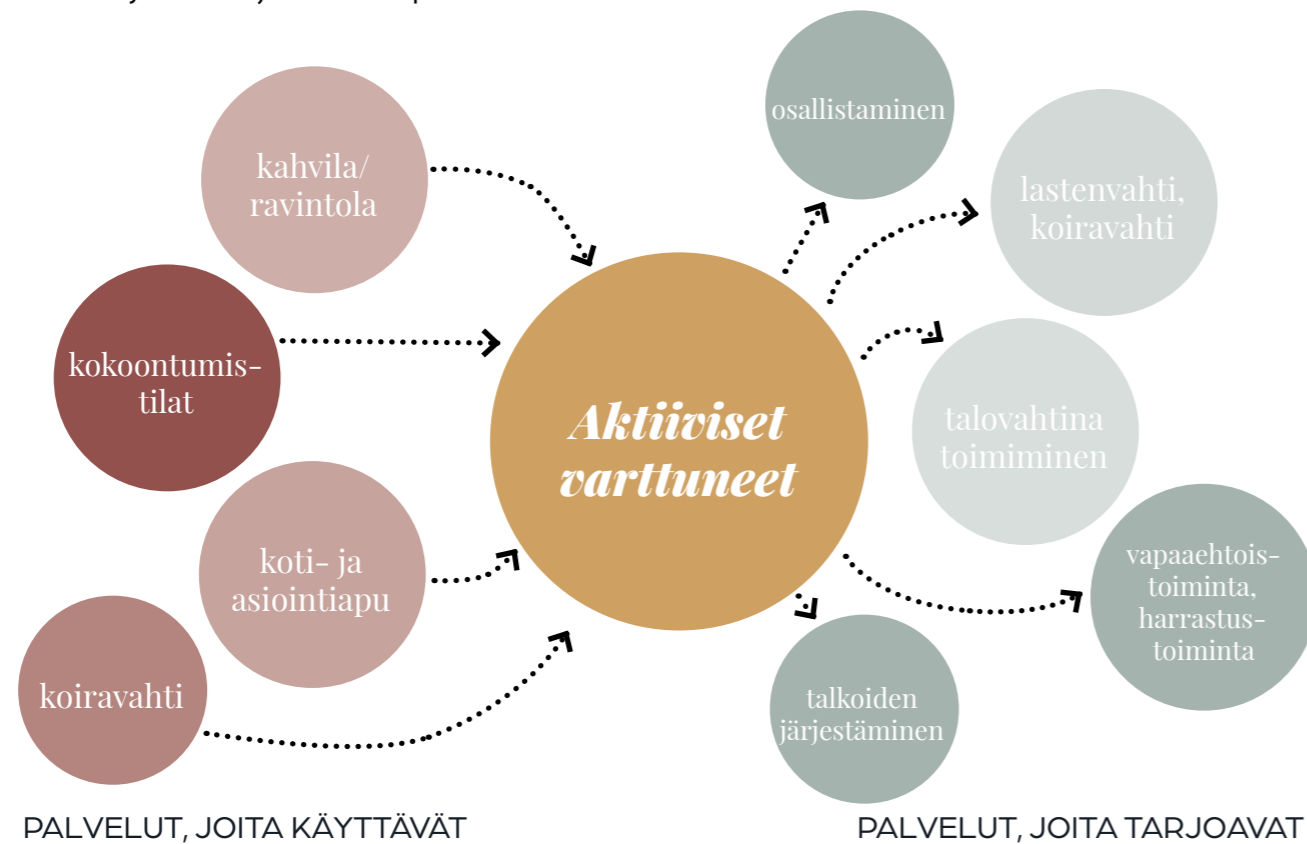 kahvila/
ravintola
kokoontumis-
tilat
koti- ja
asiointiapu
koiravahti
Aktiiviset
varttuneet
osallistaminen
lastenvahti,
koiravahti
talovahtina
toimiminen
vapaaehtois-
toiminta,
harrastus-
toiminta
talkoiden
järjestäminen
PALVELUT, JOITA KÄYTTÄVÄT
PALVELUT, JOITA TARJOAVAT